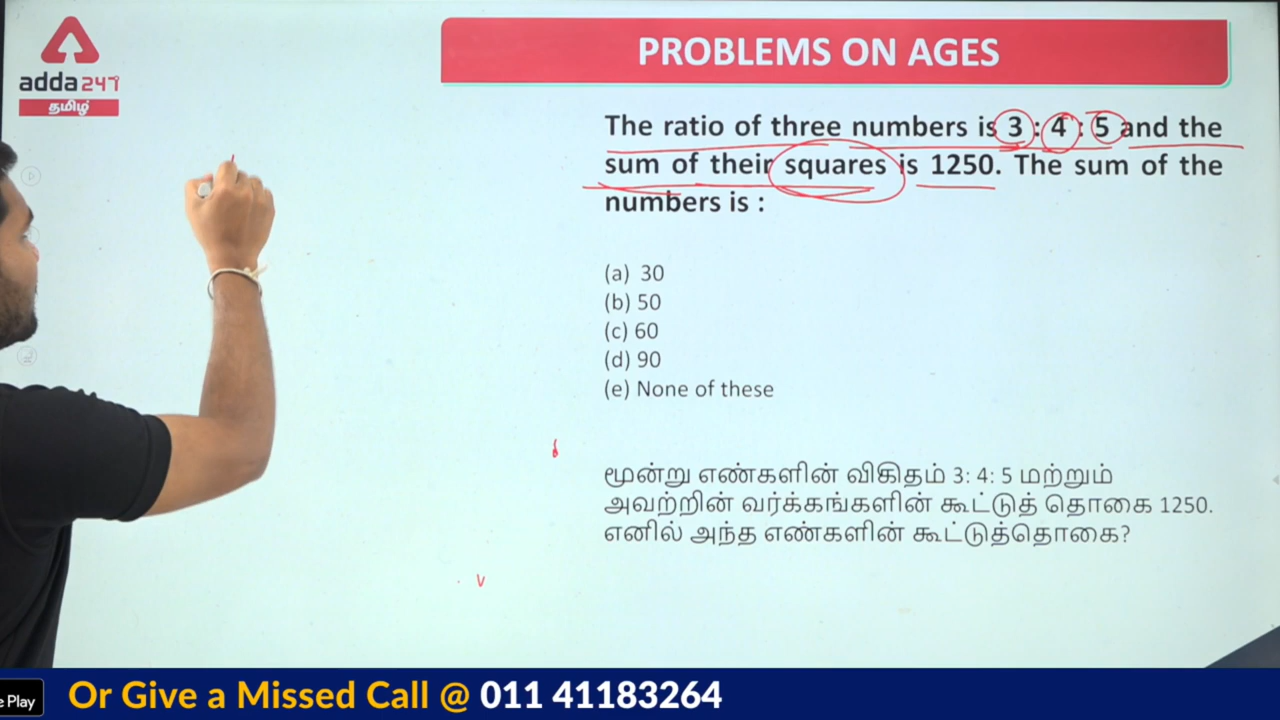 adda247
தமிழ்
PROBLEMS ON AGES
The ratio of three numbers is 3 : 4 : 5 and the
sum of their squares is 1250. The sum of the
numbers is :
(a) 30
(b) 50
(c) 60
(d) 90
(e) None of these
மூன்று எண்களின் விகிதம் 3: 4: 5 மற்றும்
அவற்றின் வர்க்கங்களின் கூட்டுத் தொகை 1250.
எனில் அந்த எண்களின் கூட்டுத்தொகை?
Play
Or Give a Missed Call @ 011 41183264